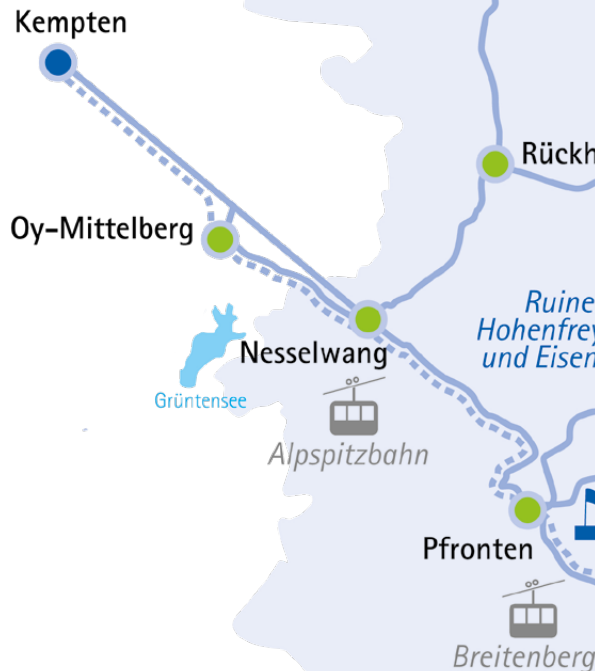 Kempten
Rückh
Oy-Mittelberg
Ruine
Hohenfrey
und Eisen
Nesselwang
Grüntensee
Alpspitzbahn
Pfronten
Breitenberg